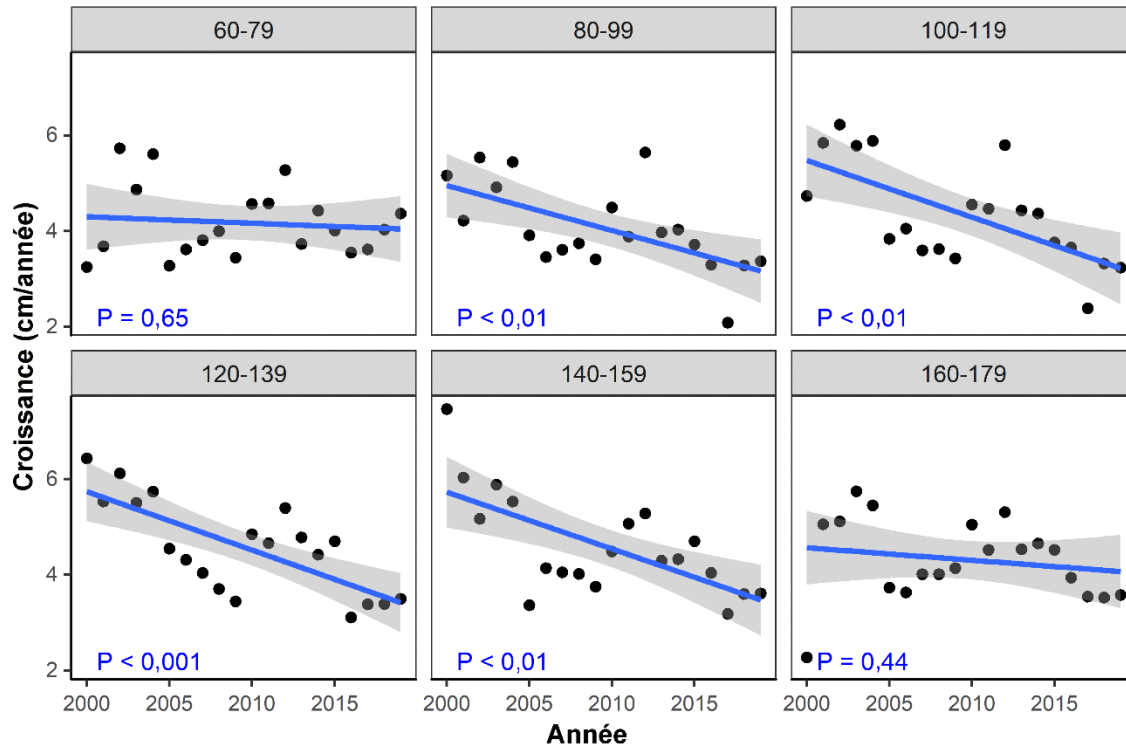 60-79
80-99
100-119
6
4
2
P = 0,65
P < 0,01
P < 0,01
120-139
140-159
160-179
6
4
2
P < 0,001
P < 0,01
P = 0,44
2000 2005 2010 2015
2000 2005 2010 2015
2000 2005 2010 2015
Croissance (cm/année)
Année